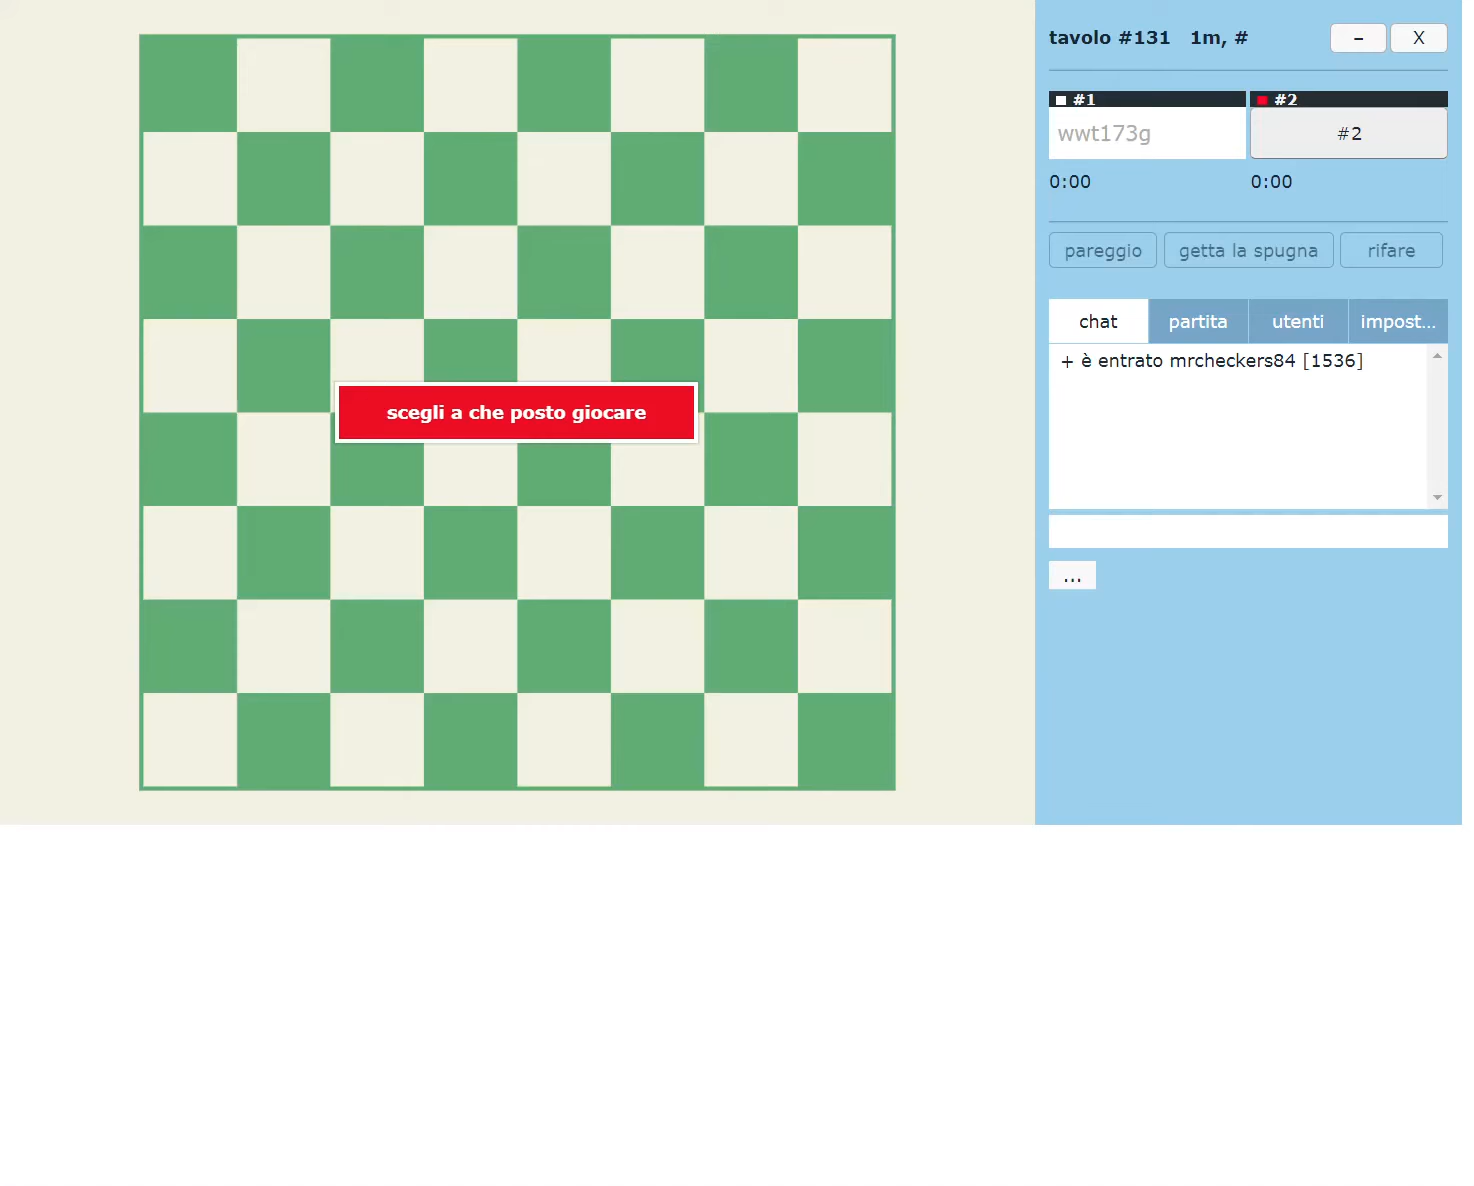 tavolo #131 1m, #
– X
#1 #2
wwt173g #2
0:00 0:00
pareggio getta la spugna rifare
chat partita utenti impost...
+ è entrato mrcheckers84 [1536]
scegli a che posto giocare
...